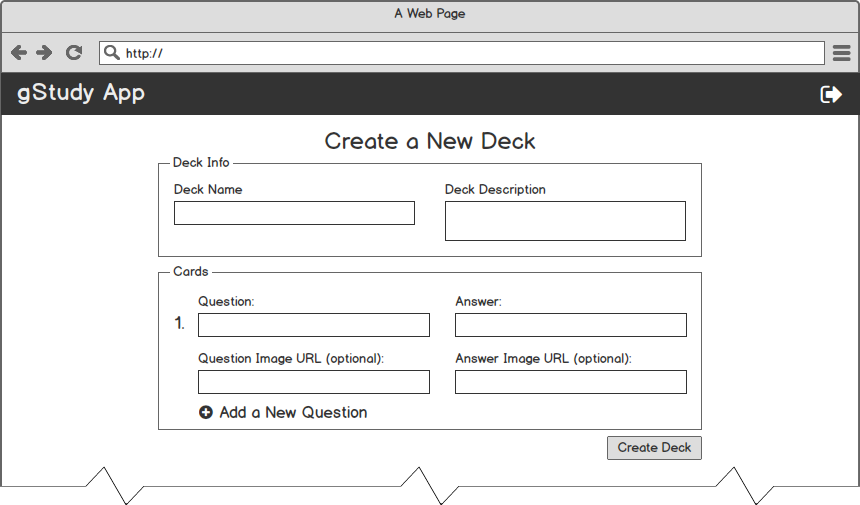 A Web Page
http://
gStudy App
Create a New Deck
Deck Info
Deck Name
Deck Description
Cards
1.
Question:
Answer:
Question Image URL (optional):
Answer Image URL (optional):
Add a New Question
Create Deck